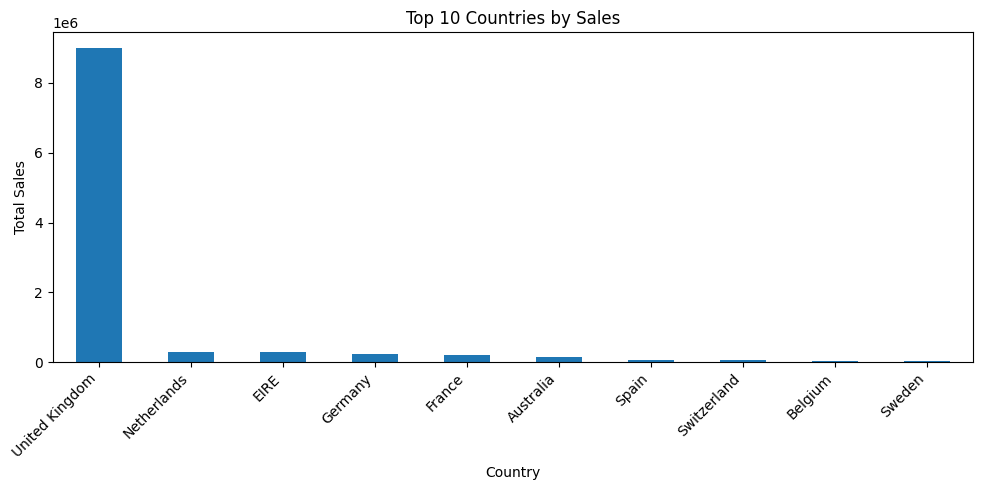 Top 10 Countries by Sales
1e6
Total Sales
8
6
4
2
0
United Kingdom
Netherlands
EIRE
Germany
France
Australia
Spain
Switzerland
Belgium
Sweden
Country